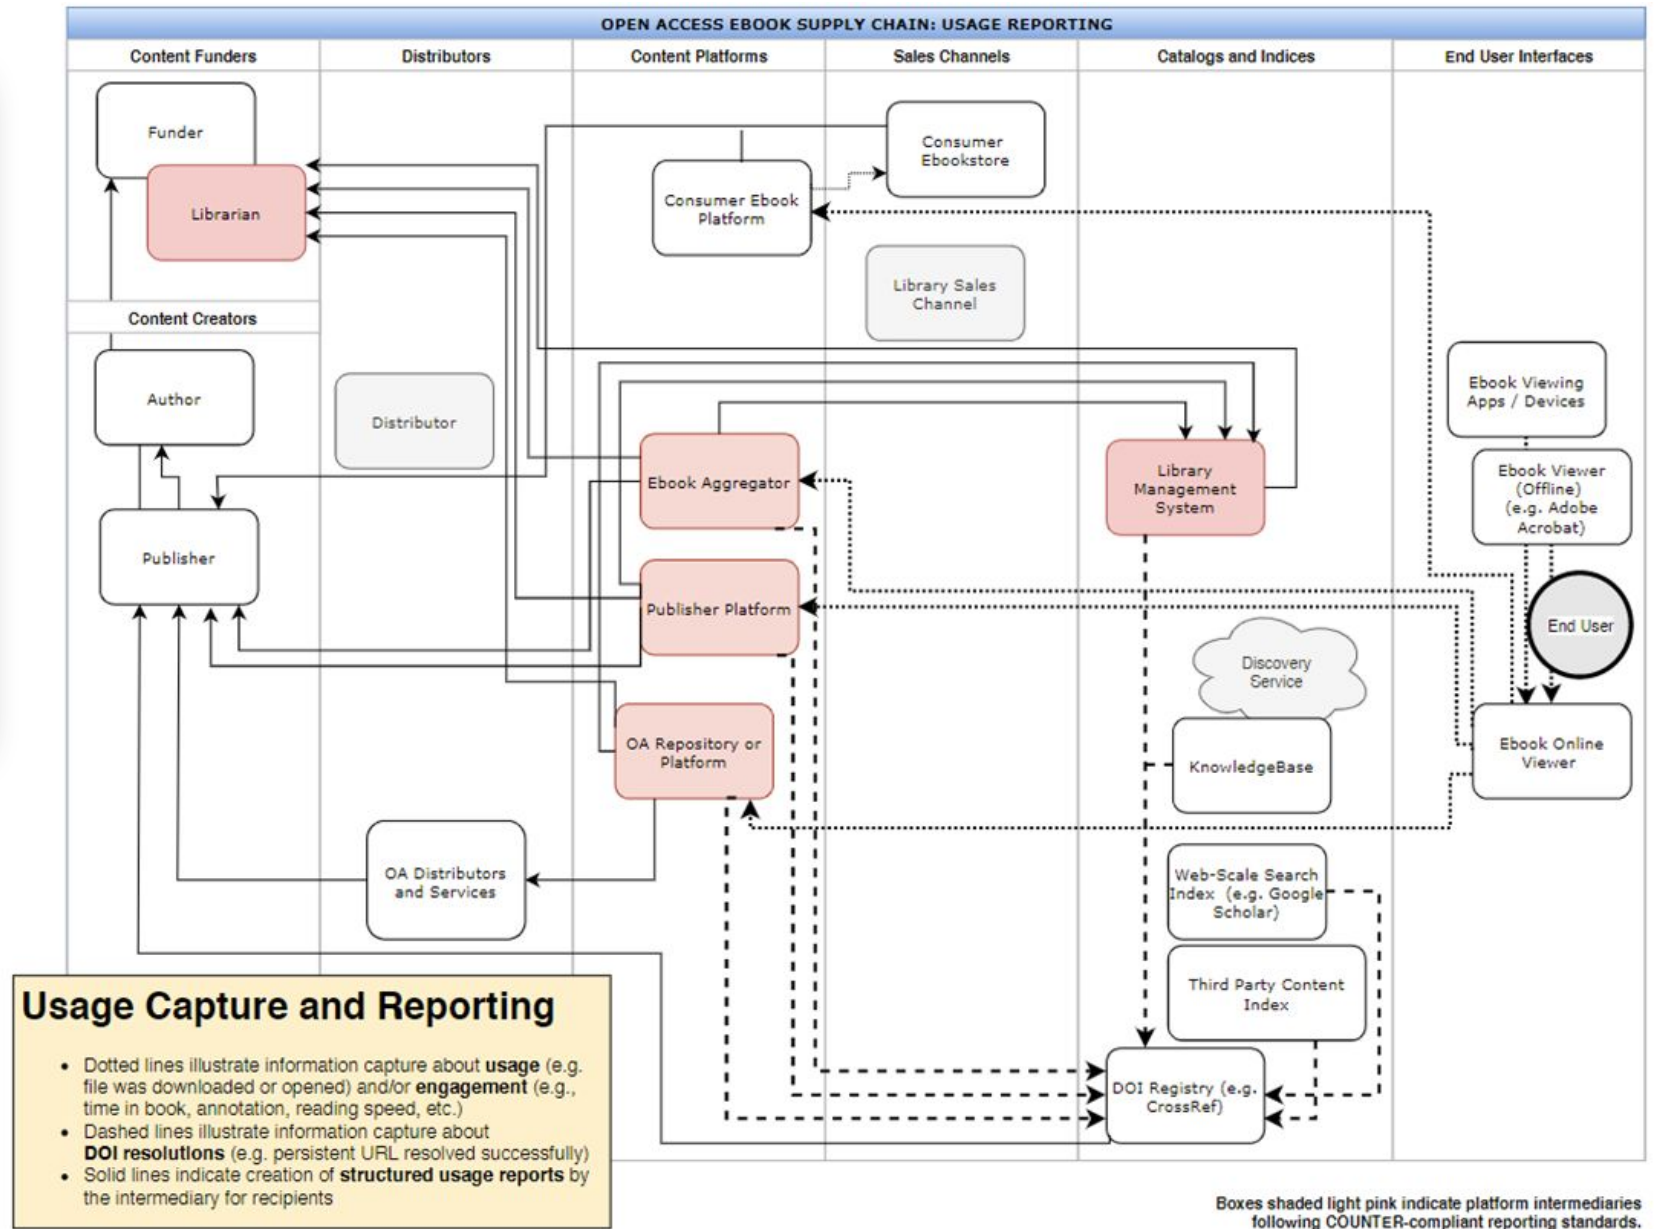 OPEN ACCESS EBOOK SUPPLY CHAIN: USAGE REPORTING
Content Funders
Distributors
Content Platforms
Sales Channels
Catalogs and Indices
End User Interfaces
Funder
Librarian
Consumer Ebook
Platform
Consumer
Ebookstore
Library Sales
Channel
Content Creators
Author
Distributor
Publisher
Ebook Aggregator
Publisher Platform
OA Repository or
Platform
OA Distributors
and Services
Library
Management
System
Discovery
Service
KnowledgeBase
Web-Scale Search
Index (e.g. Google
Scholar)
Third Party Content
Index
DOI Registry (e.g.
CrossRef)
Ebook Viewing
Apps / Devices
Ebook Viewer
(Offline)
(e.g. Adobe
Acrobat)
End User
Ebook Online
Viewer
Usage Capture and Reporting
• Dotted lines illustrate information capture about usage (e.g.
file was downloaded or opened) and/or engagement (e.g.,
time in book, annotation, reading speed, etc.)
• Dashed lines illustrate information capture about
DOI resolutions (e.g. persistent URL resolved successfully)
• Solid lines indicate creation of structured usage reports by
the intermediary for recipients
Boxes shaded light pink indicate platform intermediaries
following COUNTER-compliant reporting standards.